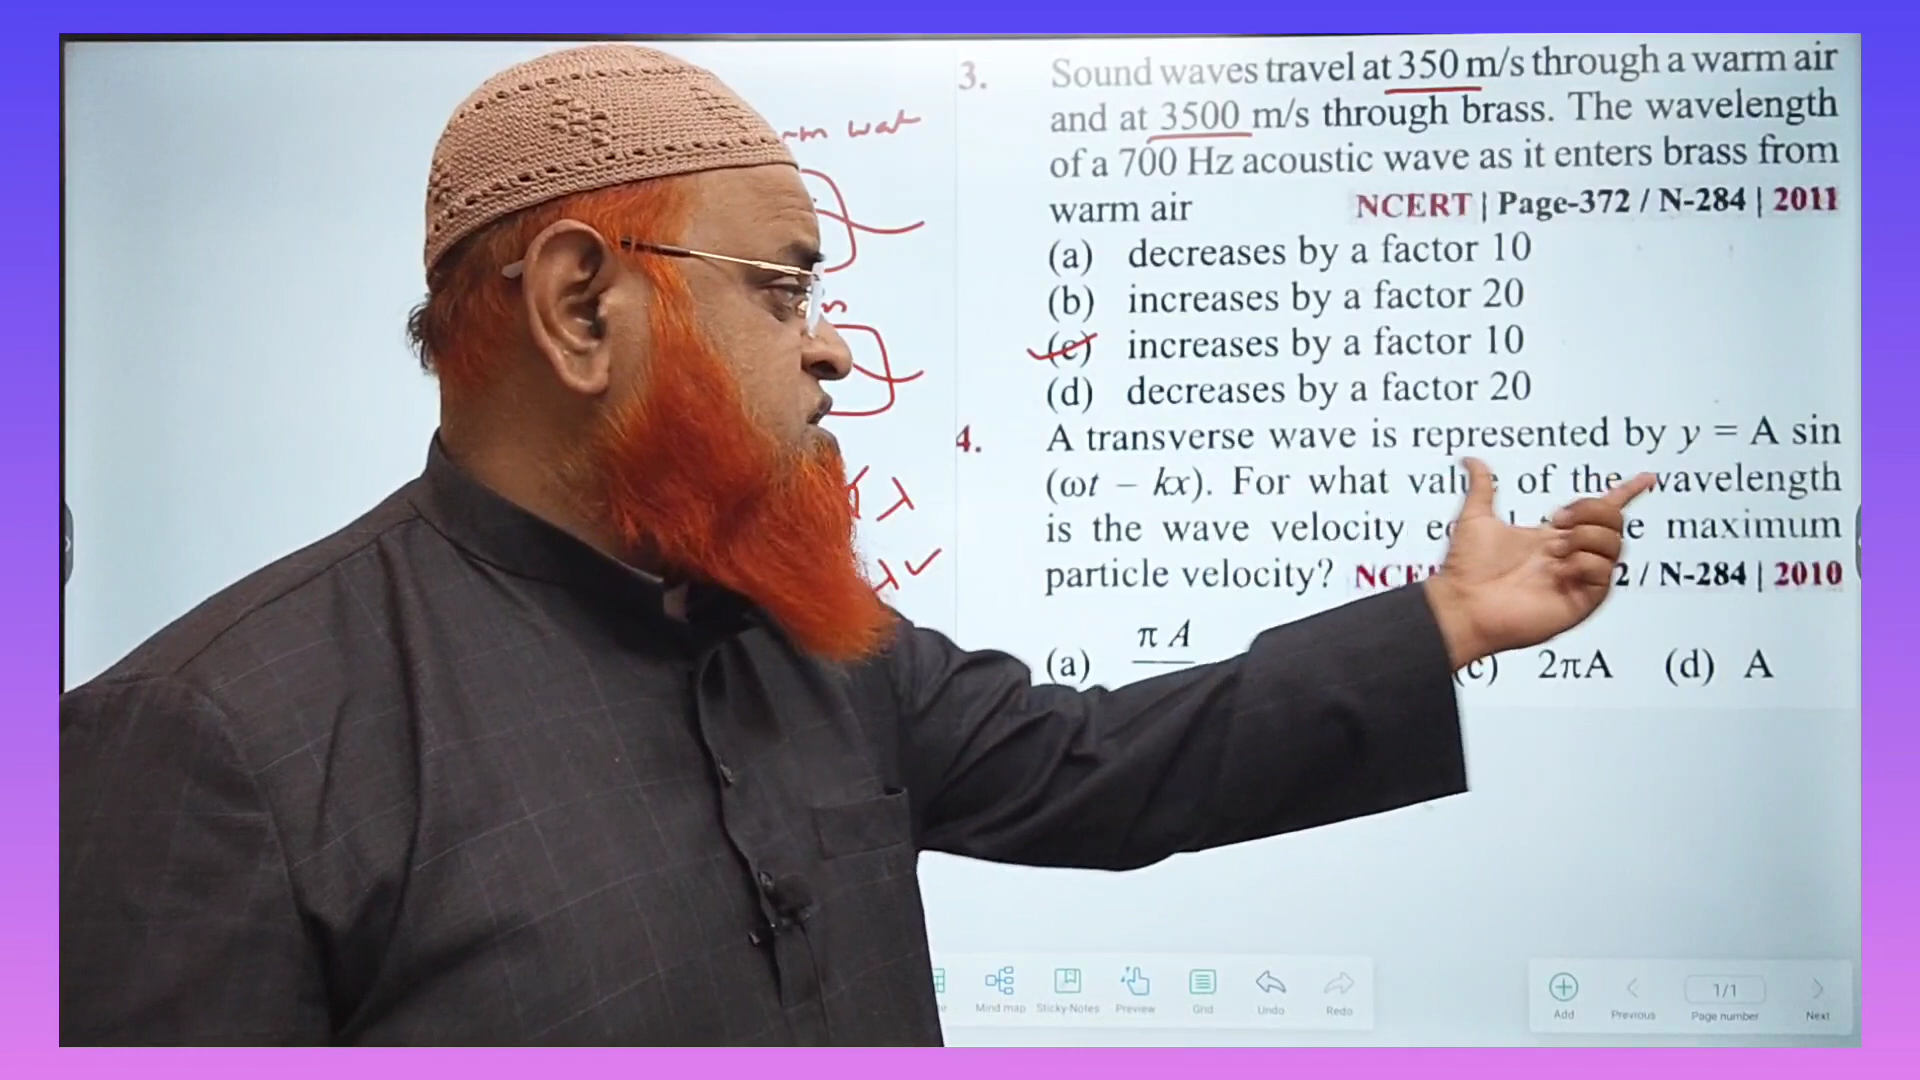 3. Sound waves travel at 350 m/s through a warm air
and at 3500 m/s through brass. The wavelength
of a 700 Hz acoustic wave as it enters brass from
warm air NCERT | Page-372 / N-284 | 2011
(a) decreases by a factor 10
(b) increases by a factor 20
(c) increases by a factor 10
(d) decreases by a factor 20
4. A transverse wave is represented by y = A sin
(ωt – kx). For what of the wavelength
is the wave velocity maximum
particle velocity? / N-284 | 2010
(a) π A
(c) 2πA (d) A
λ
λ
Mind map Sticky-Notes Preview Grid Undo Redo
Add Previous 1/1 Page number Next